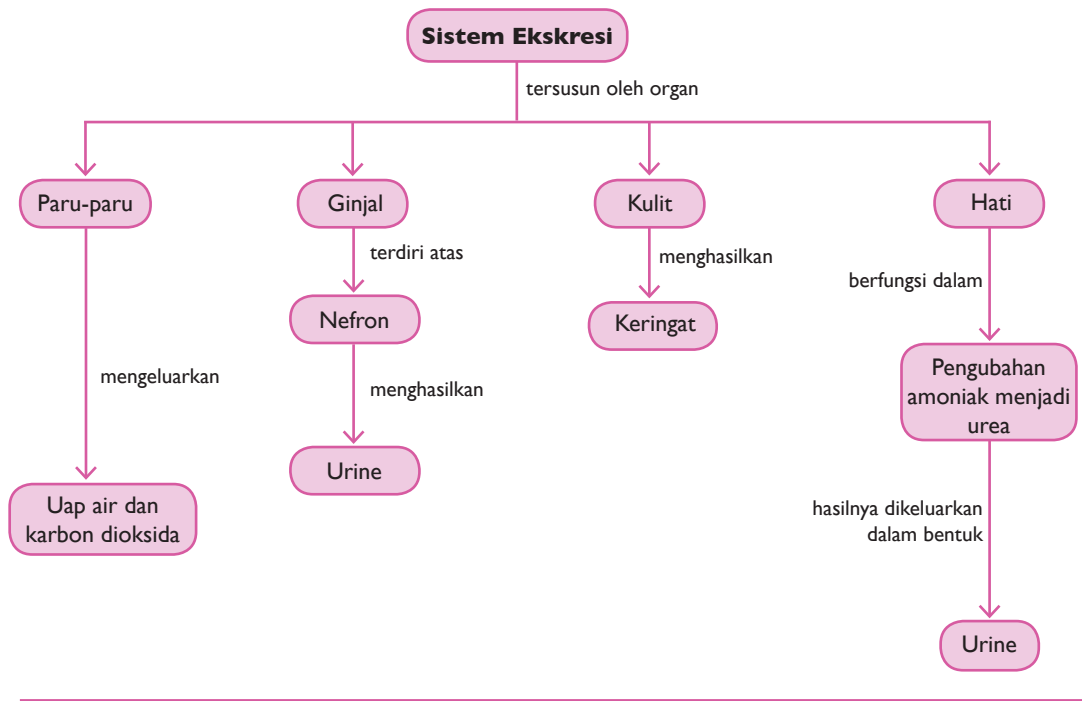 Sistem Ekskresi
tersusun oleh organ
Paru-paru
Ginjal
Kulit
Hati
terdiri atas
menghasilkan
berfungsi dalam
Nefron
Keringat
Pengubahan
amoniak menjadi
urea
mengeluarkan
menghasilkan
Urine
Uap air dan
karbon dioksida
hasilnya dikeluarkan
dalam bentuk
Urine